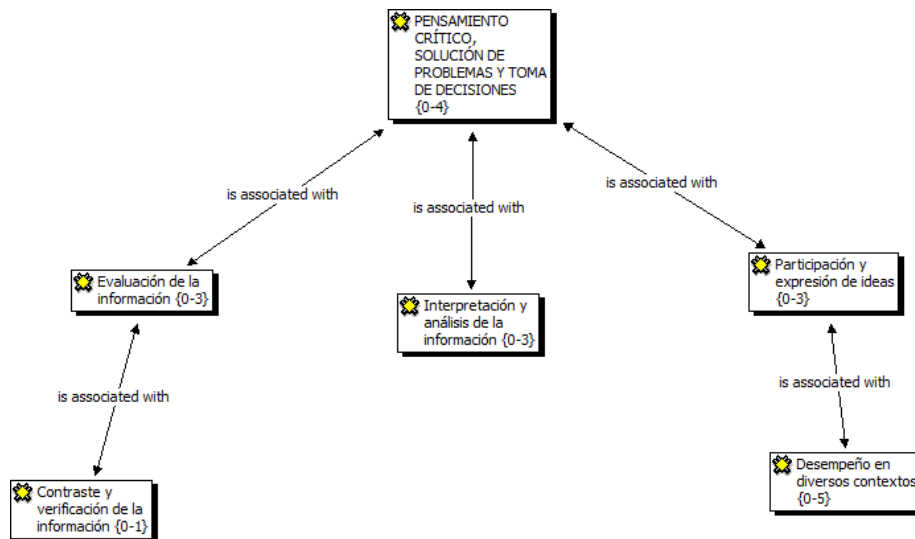 PENSAMIENTO
CRÍTICO,
SOLUCIÓN DE
PROBLEMAS Y TOMA
DE DECISIONES
{0-4}
is associated with
is associated with
is associated with
Evaluación de la
información {0-3}
Interpretación y
análisis de la
información {0-3}
Participación y
expresión de ideas
{0-3}
is associated with
is associated with
Contraste y
verificación de la
información {0-1}
Desempeño en
diversos contextos
{0-5}